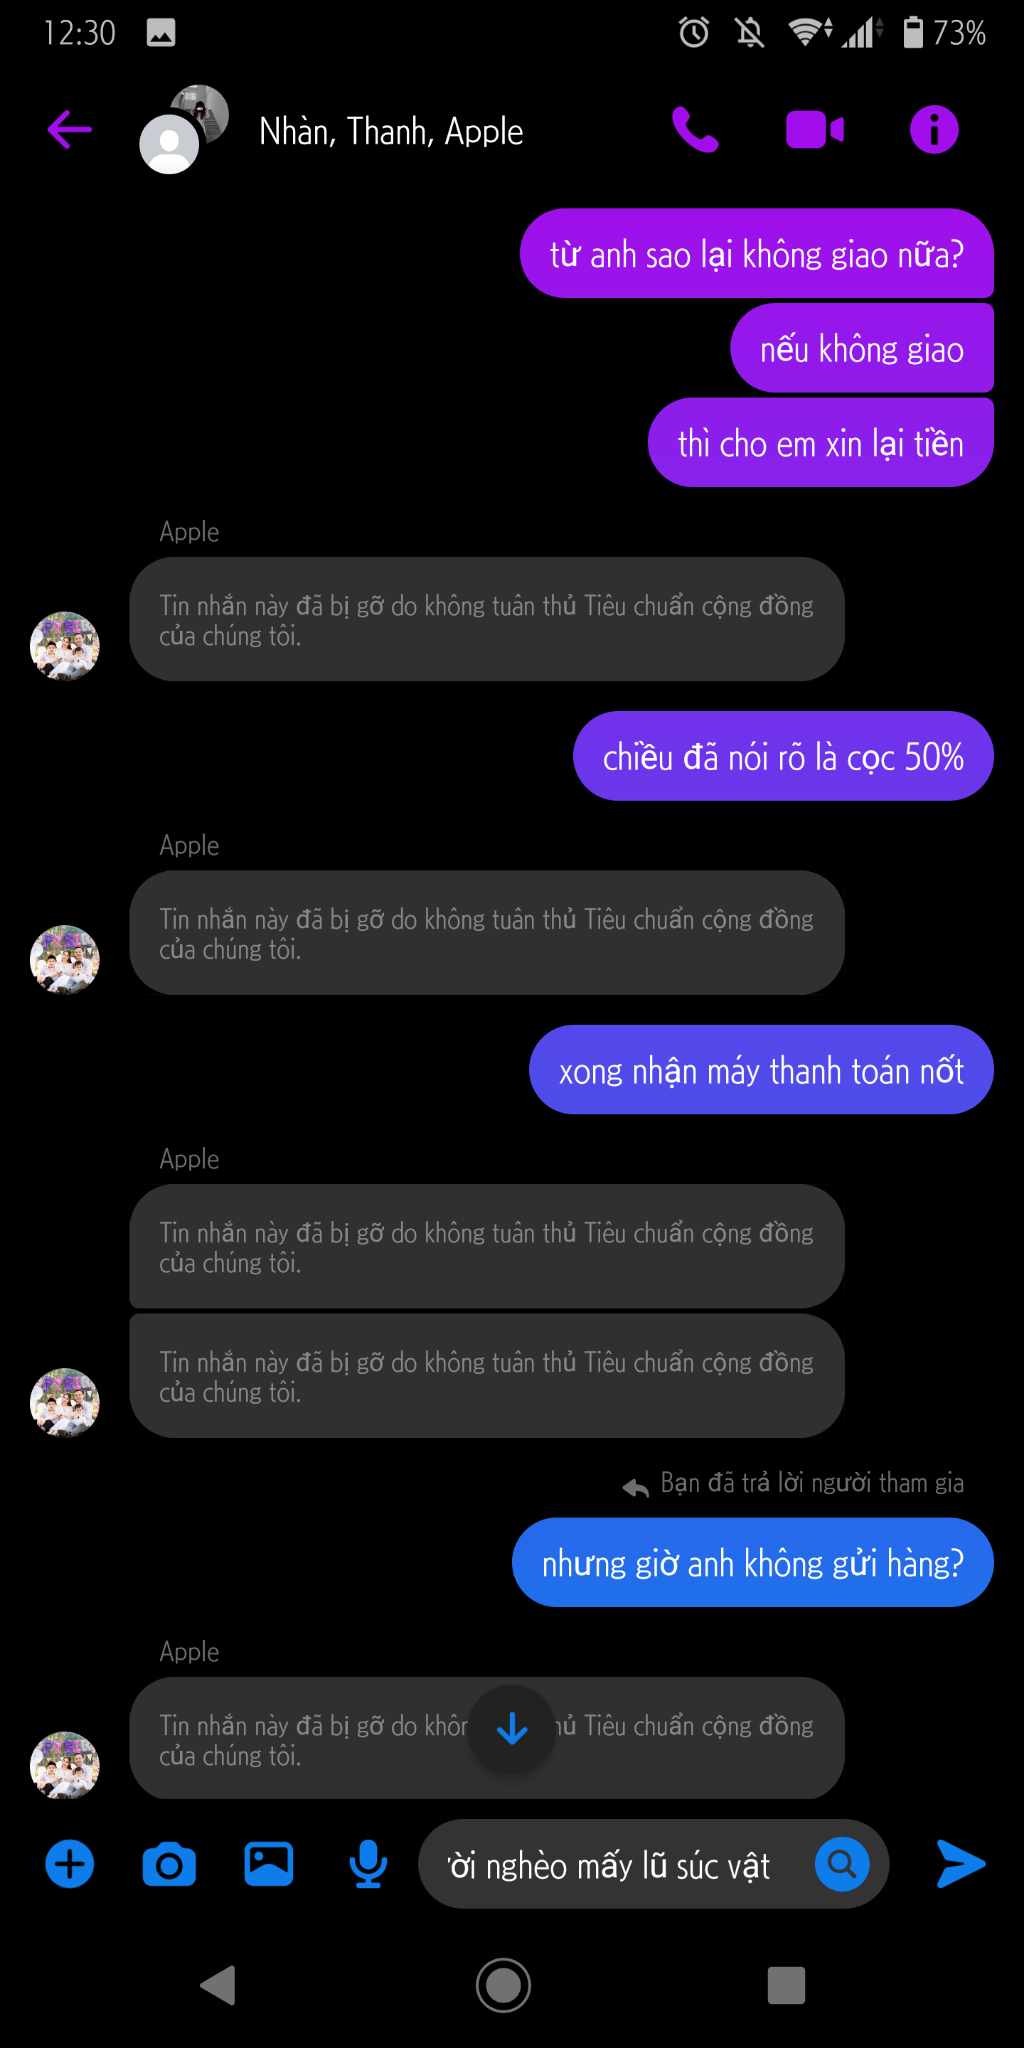 12:30
73%
Nhàn, Thanh, Apple
từ anh sao lại không giao nữa?
nếu không giao
thì cho em xin lại tiền
Apple
Tin nhắn này đã bị gỡ do không tuân thủ Tiêu chuẩn cộng đồng
của chúng tôi.
chiều đã nói rõ là cọc 50%
Apple
Tin nhắn này đã bị gỡ do không tuân thủ Tiêu chuẩn cộng đồng
của chúng tôi.
xong nhận máy thanh toán nốt
Apple
Tin nhắn này đã bị gỡ do không tuân thủ Tiêu chuẩn cộng đồng
của chúng tôi.
Tin nhắn này đã bị gỡ do không tuân thủ Tiêu chuẩn cộng đồng
của chúng tôi.
Bạn đã trả lời người tham gia
nhưng giờ anh không gửi hàng?
Apple
Tin nhắn này đã bị gỡ do Tiêu chuẩn cộng đồng
của chúng tôi.
nghèo mấy lũ súc vật